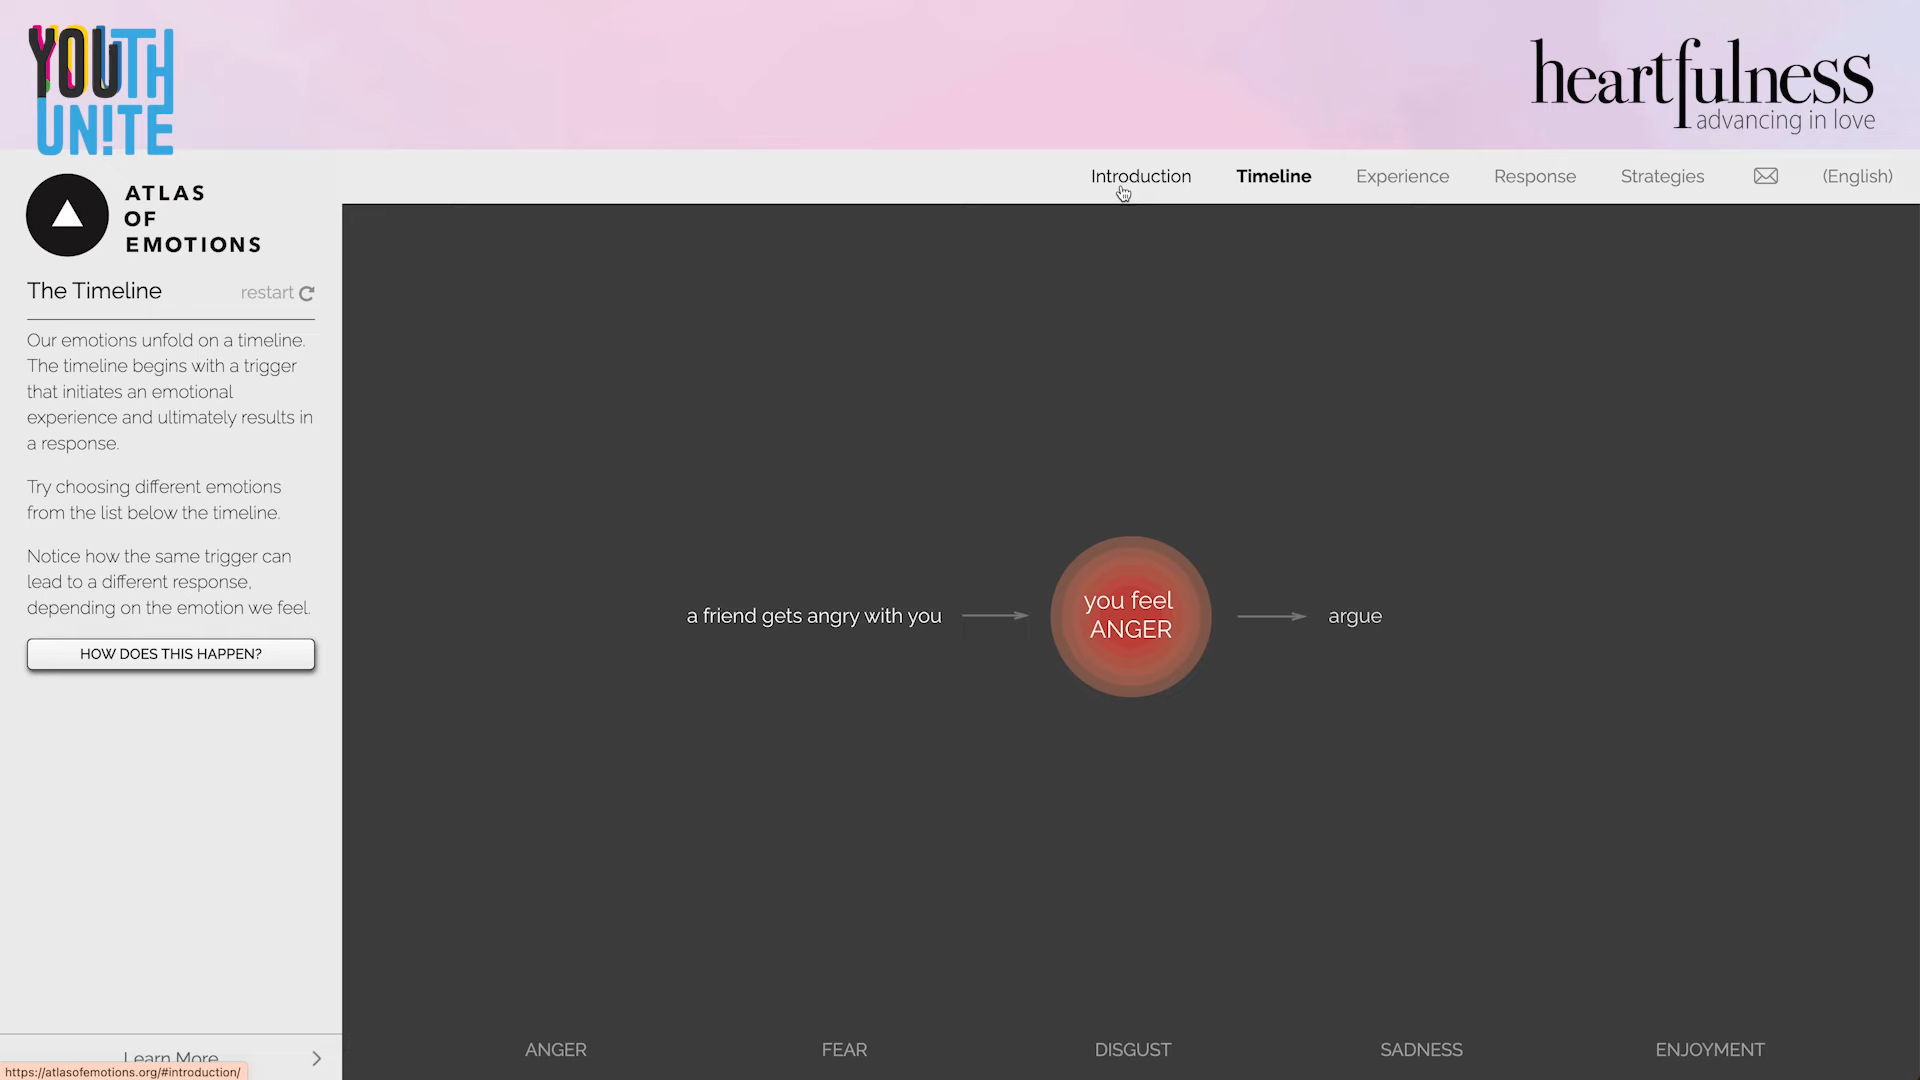 YOUTH
UN!TE
heartfulness
advancing in love
Introduction
Timeline
Experience
Response
Strategies
(English)
ATLAS
OF
EMOTIONS
The Timeline
restart
Our emotions unfold on a timeline.
The timeline begins with a trigger
that initiates an emotional
experience and ultimately results in
a response.
Try choosing different emotions
from the list below the timeline.
Notice how the same trigger can
lead to a different response,
depending on the emotion we feel.
HOW DOES THIS HAPPEN?
a friend gets angry with you
you feel
ANGER
argue
ANGER
FEAR
DISGUST
SADNESS
ENJOYMENT
Learn More
https://atlasofemotions.org/#introduction/